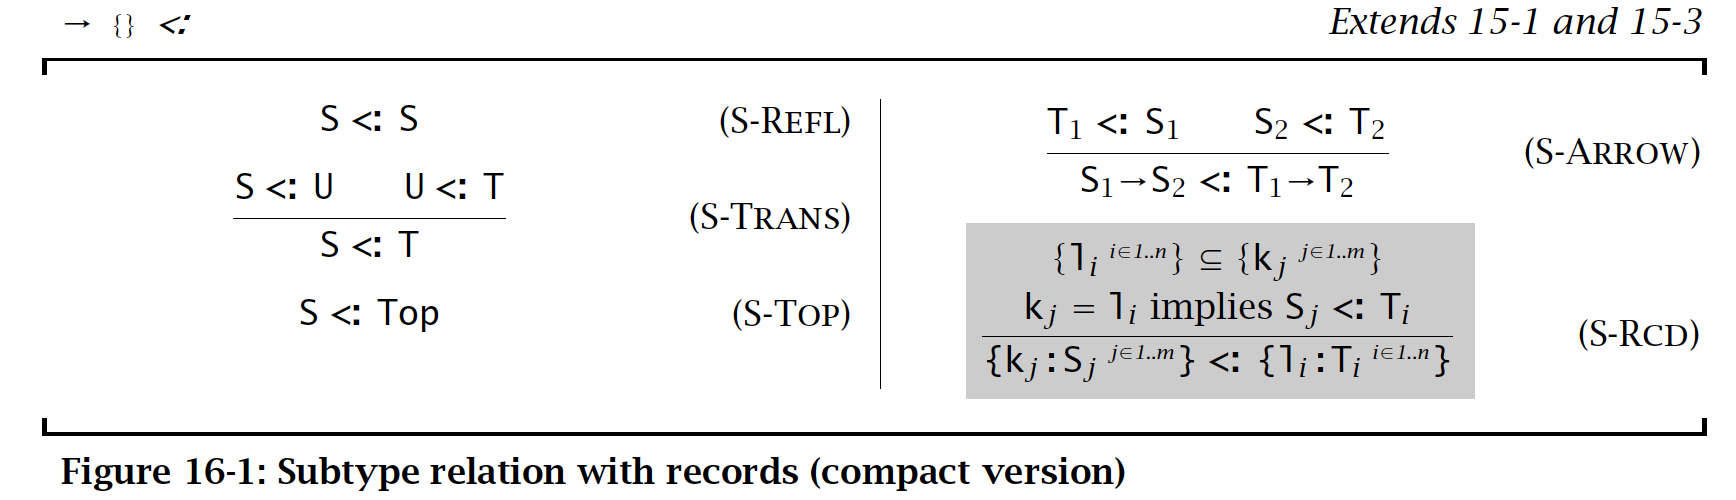 → {} <:
Extends 15-1 and 15-3
S <: S (S-REFL)
S <: U U <: T
S <: T
(S-TRANS)
S <: Top (S-TOP)
T₁ <: S₁ S₂ <: T₂
S₁→S₂ <: T₁→T₂
(S-ARROW)
{lᵢ ^{i∈1..n}} ⊆ {kⱼ ^{j∈1..m}}
kⱼ = lᵢ implies Sⱼ <: Tᵢ
{kⱼ:Sⱼ ^{j∈1..m}} <: {lᵢ:Tᵢ ^{i∈1..n}}
(S-RCD)
Figure 16-1: Subtype relation with records (compact version)